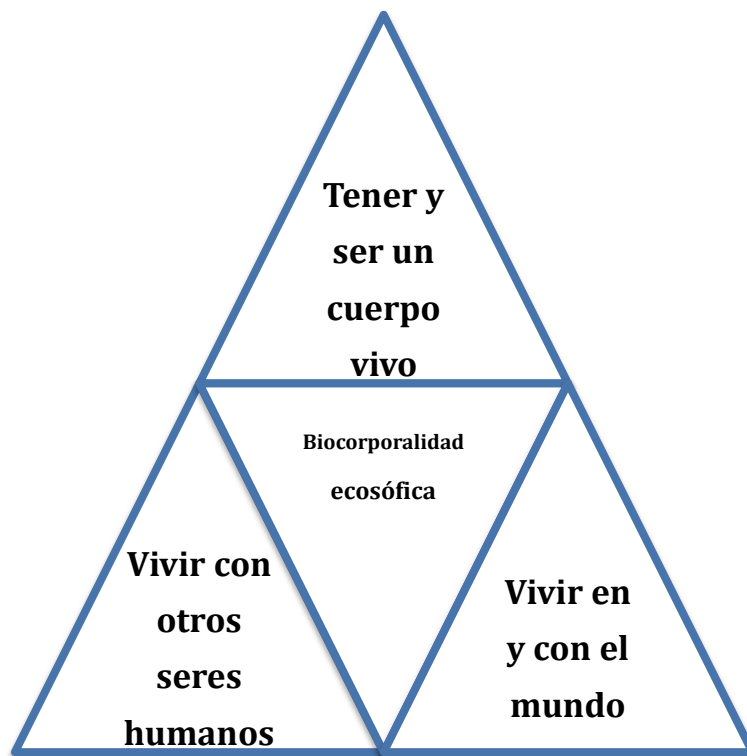 Tener y
ser un
cuerpo
vivo
Biocorporalidad
ecosófica
Vivir con
otros
seres
humanos
Vivir en
y con el
mundo